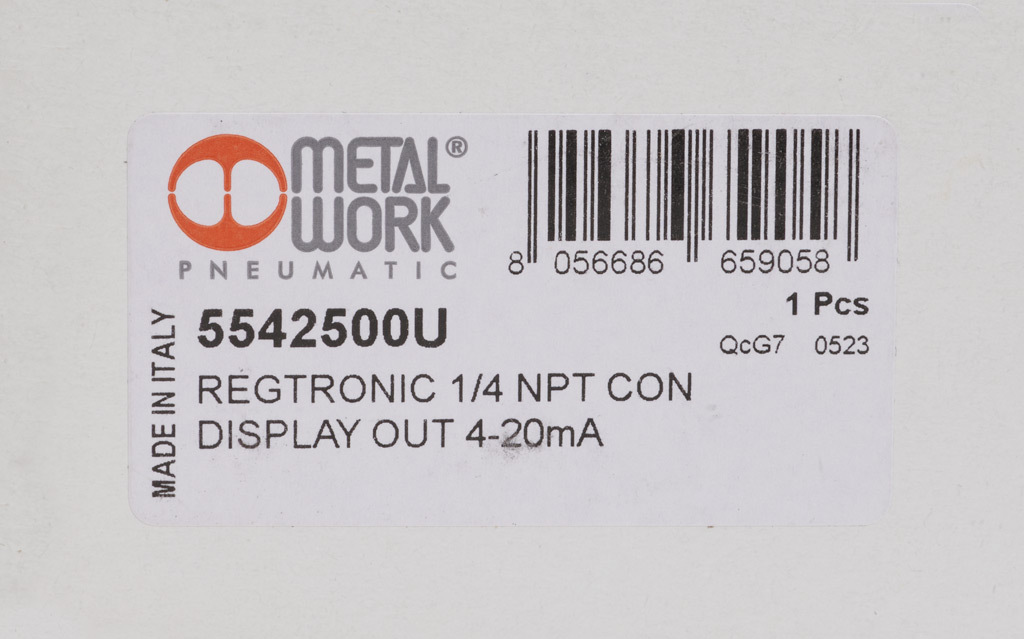 METAL®
WORK
PNEUMATIC
8 056686 659058
1 Pcs
5542500U
QcG7 0523
REGTRONIC 1/4 NPT CON
DISPLAY OUT 4-20mA
MADE IN ITALY